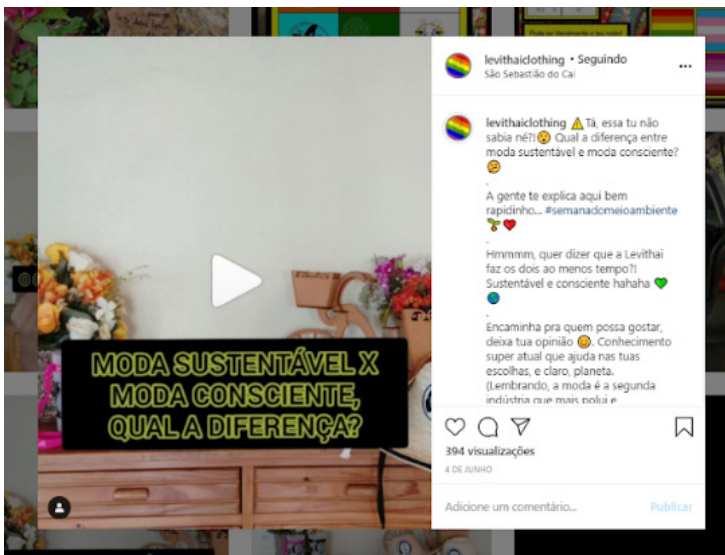 levithaiclothing • Seguindo
São Sebastião do Caí
levithaiclothing ⚠ Tá, essa tu não
sabia né?!😮 Qual a diferença entre
moda sustentável e moda consciente?
🤔
.
A gente te explica aqui bem
rapidinho... #semanadomeioambiente
🌱❤
.
Hmmmm, quer dizer que a Levithai
faz os dois ao menos tempo?!
Sustentável e consciente hahaha 💚
🌎
.
Encaminha pra quem possa gostar,
deixa tua opinião 😊. Conhecimento
super atual que ajuda nas tuas
escolhas, e claro, planeta.
(Lembrando, a moda é a segunda
indústria que mais polui e
MODA SUSTENTÁVEL X
MODA CONSCIENTE,
QUAL A DIFERENÇA?
394 visualizações
4 DE JUNHO
Adicione um comentário...
Publicar